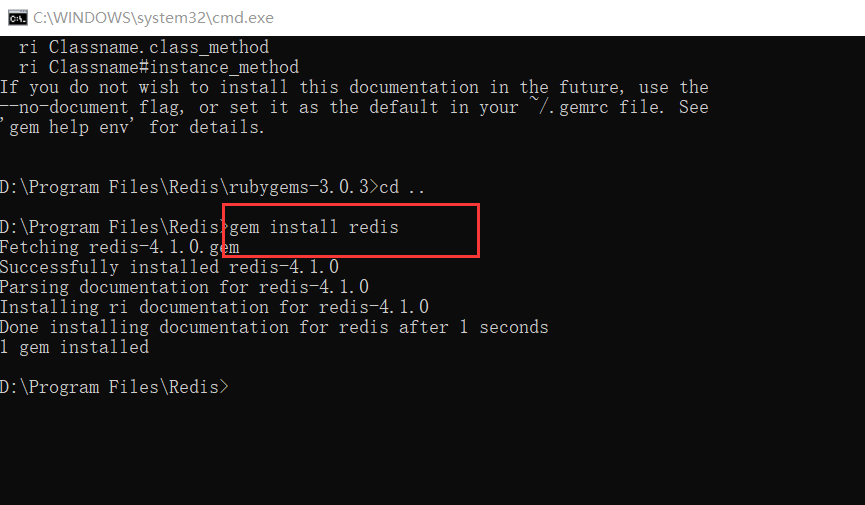 C:\WINDOWS\system32\cmd.exe
ri Classname.class_method
ri Classname#instance_method
If you do not wish to install this documentation in the future, use the
--no-document flag, or set it as the default in your ~/.gemrc file. See
'gem help env' for details.
D:\Program Files\Redis\rubygems-3.0.3>cd ..
D:\Program Files\Redis>gem install redis
Fetching redis-4.1.0.gem
Successfully installed redis-4.1.0
Parsing documentation for redis-4.1.0
Installing ri documentation for redis-4.1.0
Done installing documentation for redis after 1 seconds
1 gem installed
D:\Program Files\Redis>